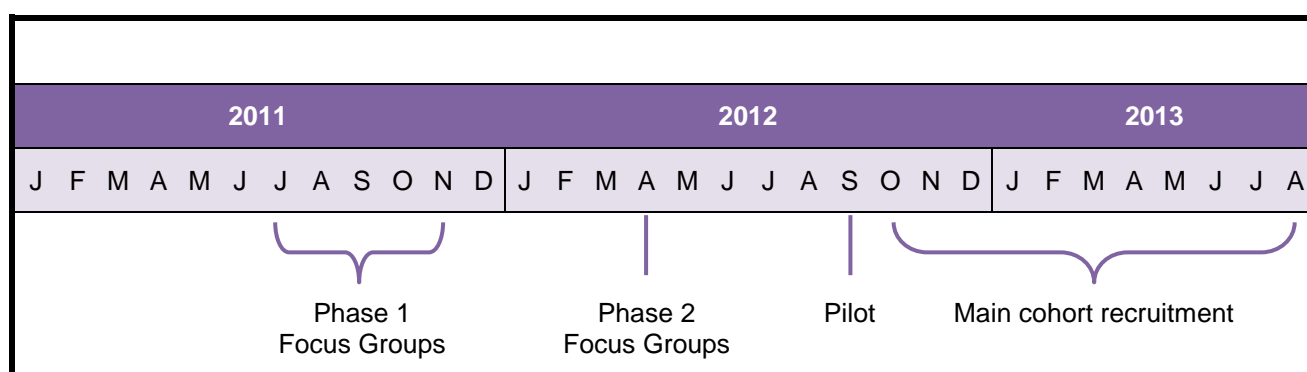 2011 2012 2013
J F M A M J J A S O N D J F M A M J J A S O N D J F M A M J J A
Phase 1 Phase 2 Pilot Main cohort recruitment
Focus Groups Focus Groups